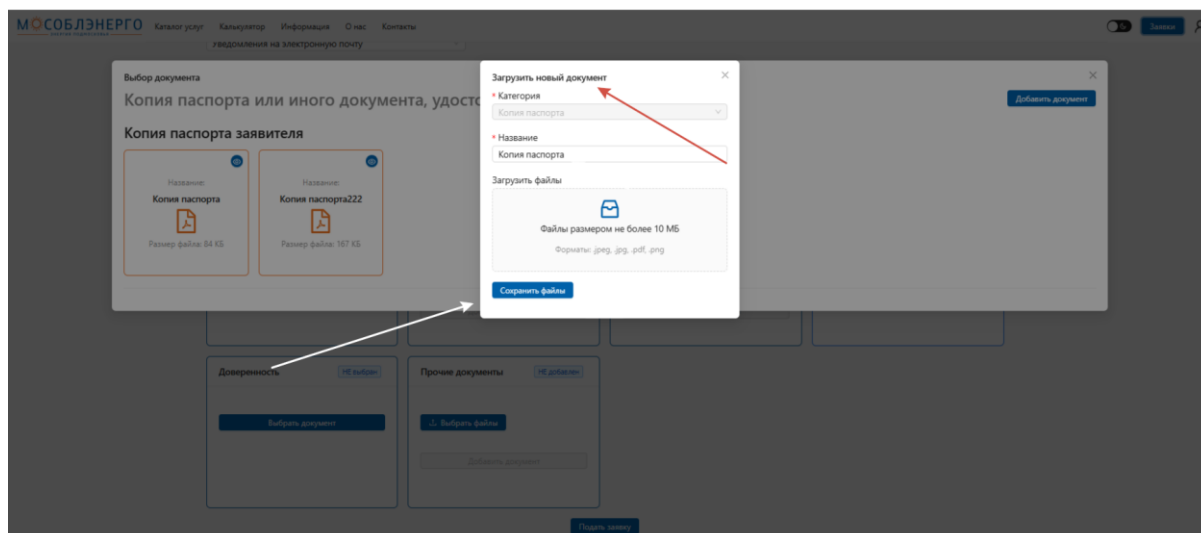 МОСОБЛЭНЕРГО
ЭНЕРГИЯ ПОДМОСКОВЬЯ
Каталог услуг Калькулятор Информация О нас Контакты
Заявки
Уведомления на электронную почту
Выбор документа
Копия паспорта или иного документа, удосто
Добавить документ
Копия паспорта заявителя
Название:
Копия паспорта
Размер файла: 84 КБ
Название:
Копия паспорта222
Размер файла: 167 КБ
Загрузить новый документ
* Категория
Копия паспорта
* Название
Копия паспорта
Загрузить файлы
Файлы размером не более 10 МБ
Форматы: .jpeg, .jpg, .pdf, .png
Сохранить файлы
Доверенность НЕ выбран
Выбрать документ
Прочие документы НЕ добавлен
Выбрать файлы
Добавить документ
Подать заявку